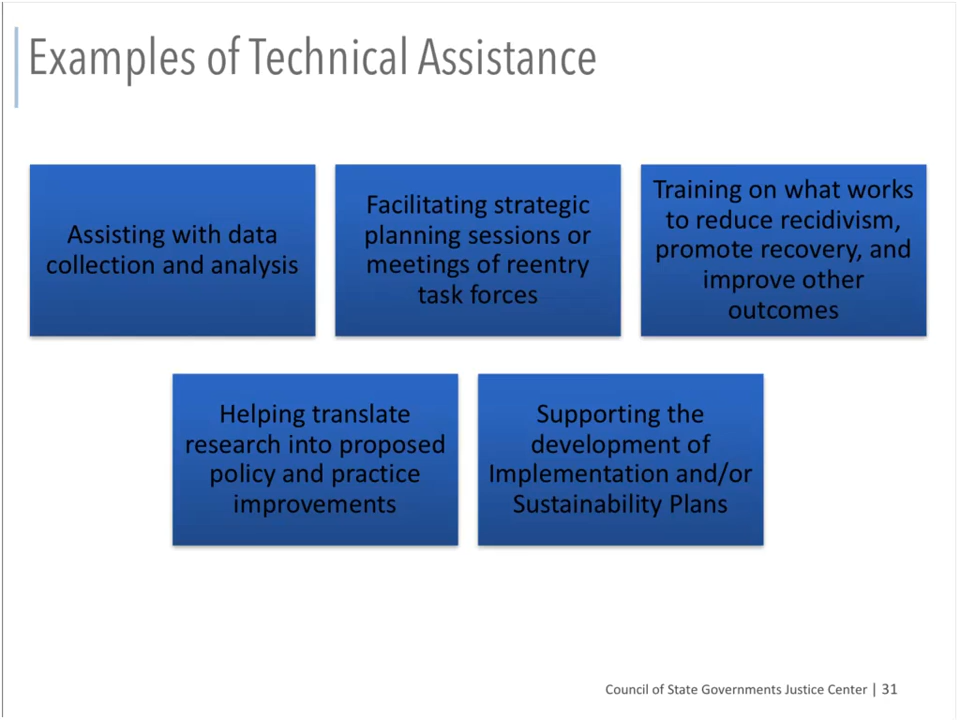 Examples of Technical Assistance
Assisting with data
collection and analysis
Facilitating strategic
planning sessions or
meetings of reentry
task forces
Training on what works
to reduce recidivism,
promote recovery, and
improve other
outcomes
Helping translate
research into proposed
policy and practice
improvements
Supporting the
development of
Implementation and/or
Sustainability Plans
Council of State Governments Justice Center | 31